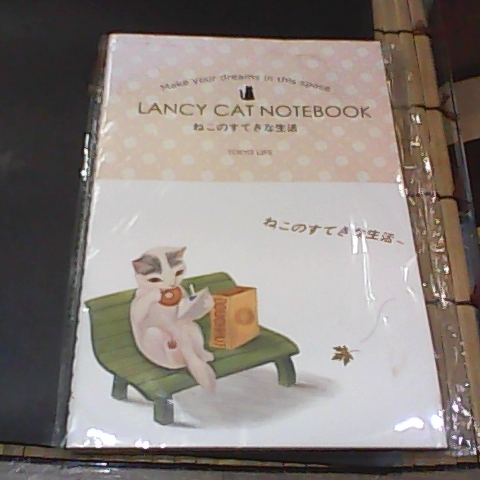 Make Your dreams in this space
LANCY CAT NOTEBOOK
ねこのすてきな生活
TOKYO LIFE
ねこのすてきな生活~
DOUGHNUT